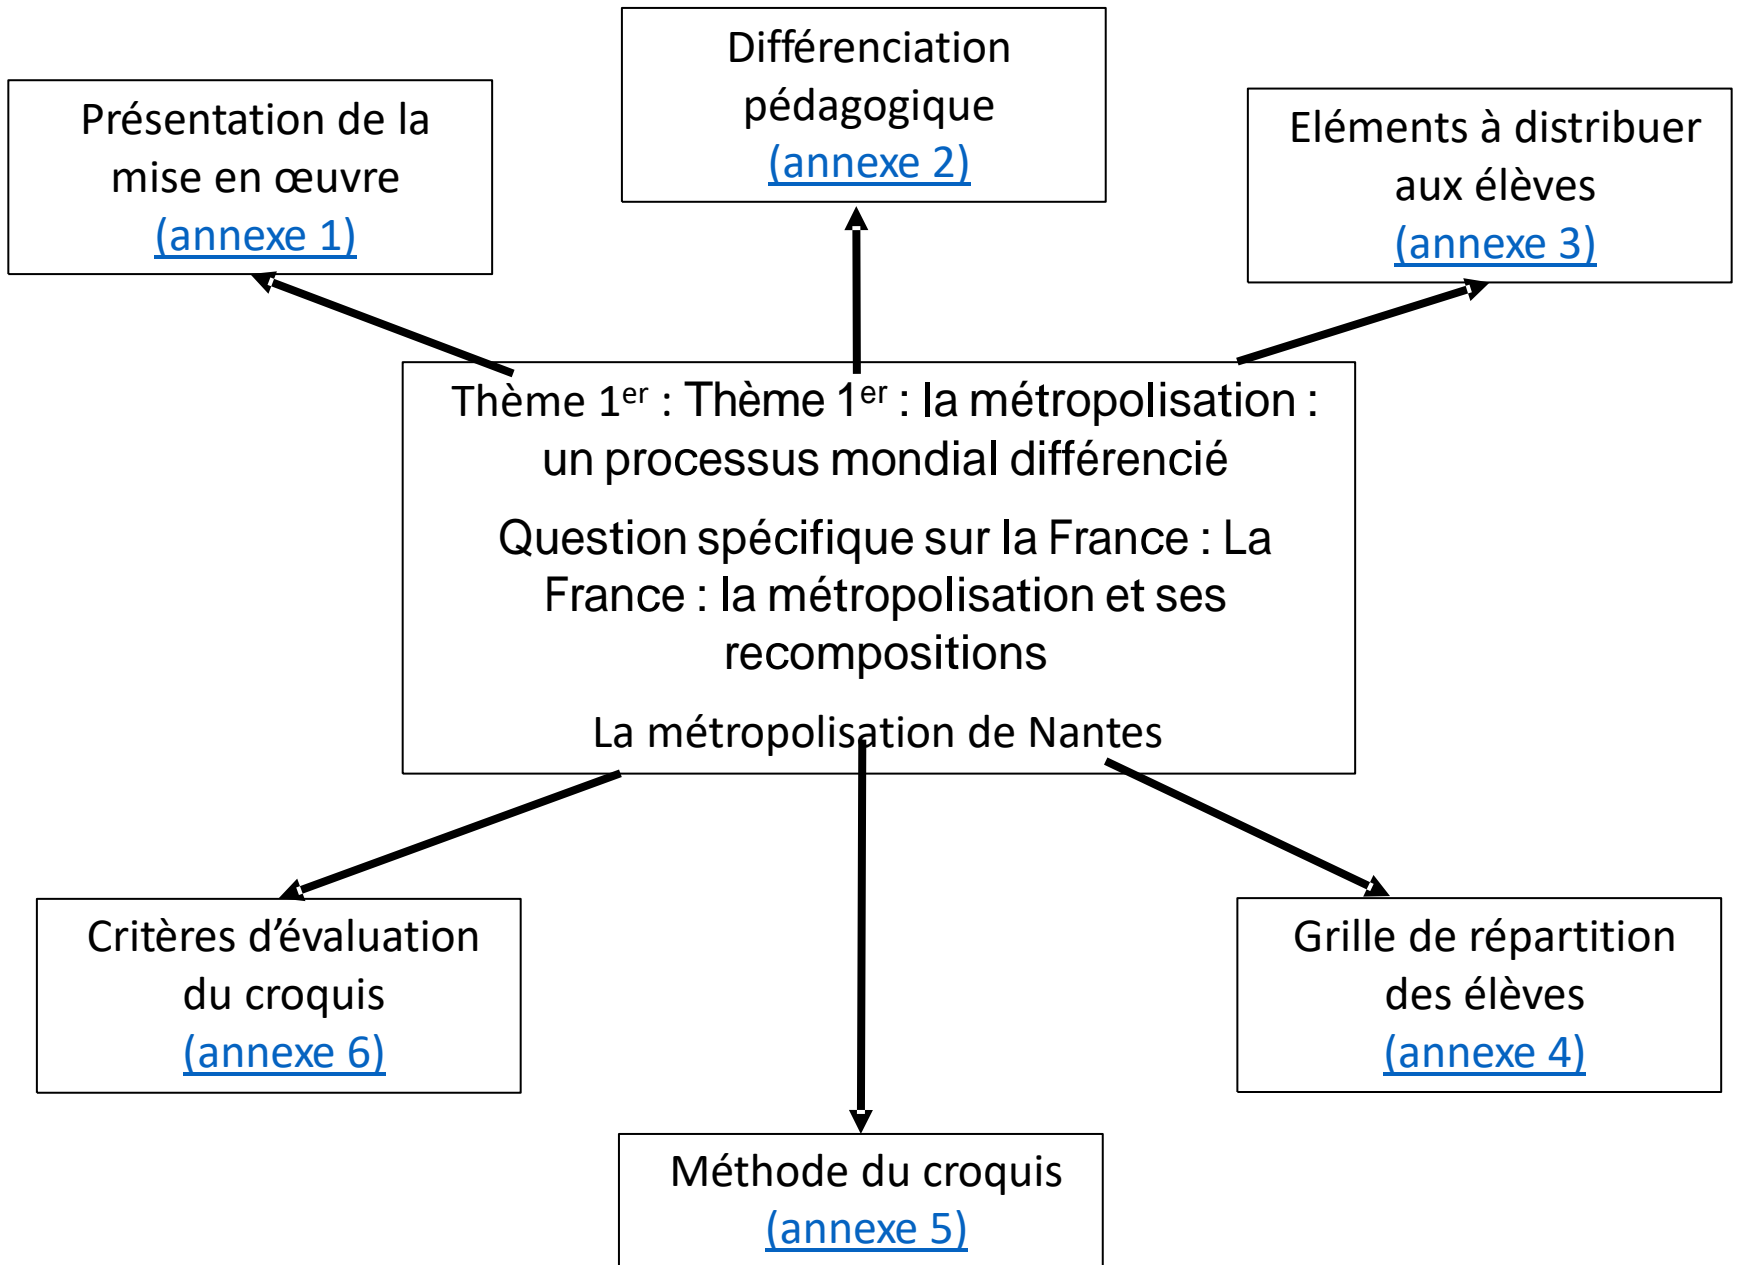 Différenciation
pédagogique
(annexe 2)
Présentation de la
mise en œuvre
(annexe 1)
Eléments à distribuer
aux élèves
(annexe 3)
Thème 1er : Thème 1er : la métropolisation :
un processus mondial différencié
Question spécifique sur la France : La
France : la métropolisation et ses
recompositions
La métropolisation de Nantes
Critères d’évaluation
du croquis
(annexe 6)
Grille de répartition
des élèves
(annexe 4)
Méthode du croquis
(annexe 5)